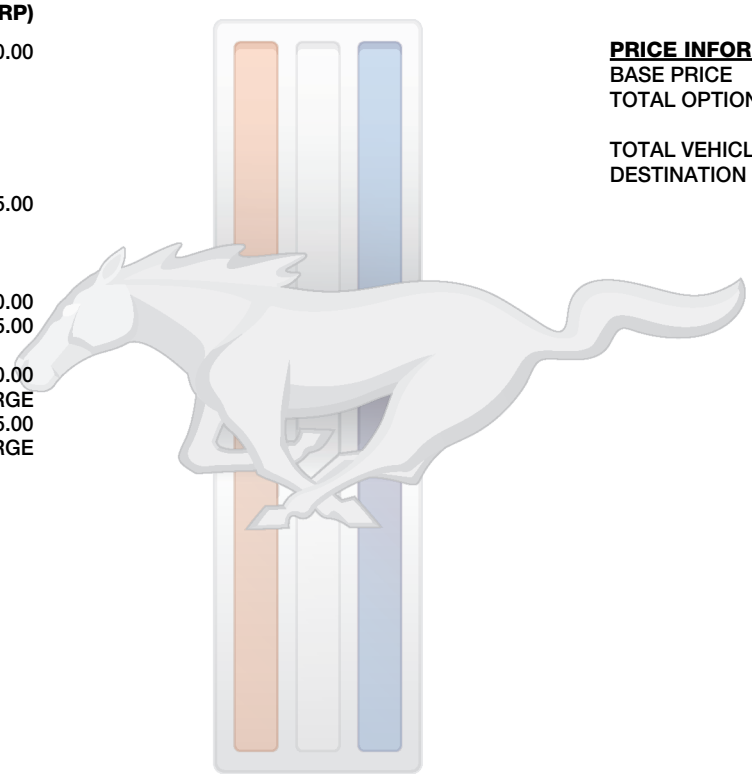 RP)
0.00
5.00
0.00
5.00
0.00
RGE
5.00
RGE
PRICE INFOR
BASE PRICE
TOTAL OPTION
TOTAL VEHICL
DESTINATION